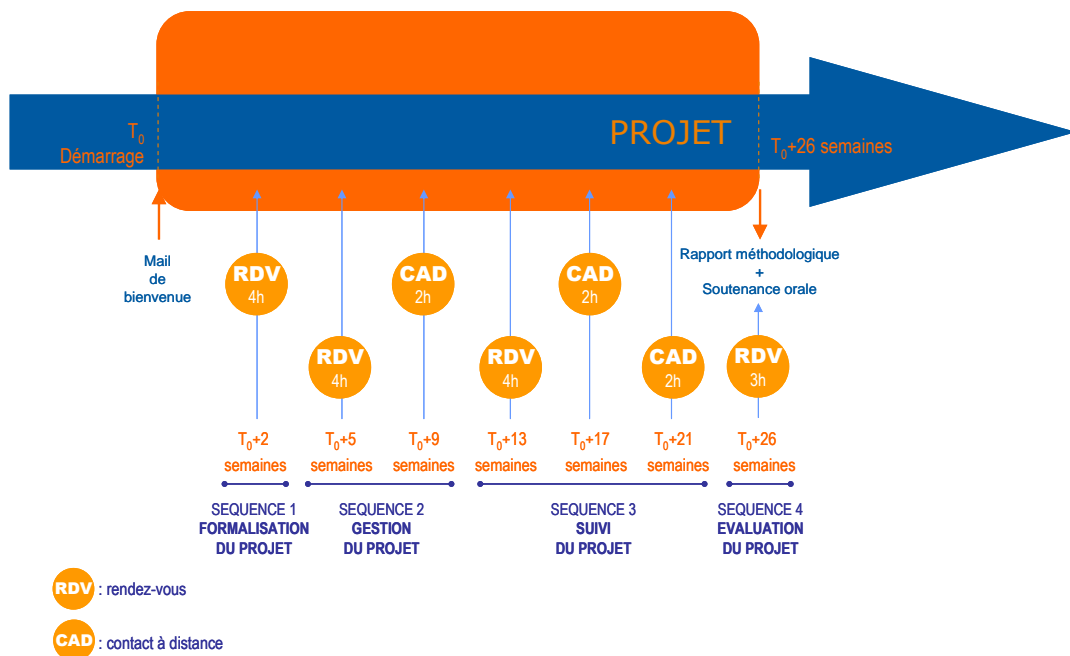 PROJET
T0
Démarrage
T0+26 semaines
Mail
de
bienvenue
Rapport méthodologique
+
Soutenance orale
RDV
4h
CAD
2h
CAD
2h
RDV
4h
RDV
4h
CAD
2h
RDV
3h
T0+2
semaines
T0+5
semaines
T0+9
semaines
T0+13
semaines
T0+17
semaines
T0+21
semaines
T0+26
semaines
SEQUENCE 1
FORMALISATION
DU PROJET
SEQUENCE 2
GESTION
DU PROJET
SEQUENCE 3
SUIVI
DU PROJET
SEQUENCE 4
EVALUATION
DU PROJET
RDV : rendez-vous
CAD : contact à distance